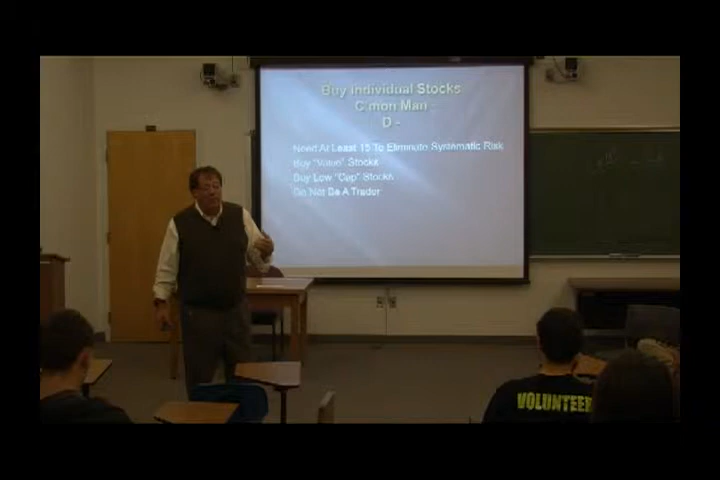 Buy Individual Stocks
C'mon Man -
D -
Need At Least 15 To Eliminate Systematic Risk
Buy "Value" Stocks
Buy Low "Cap" Stocks
Do Not Be A Trader
VOLUNTEER